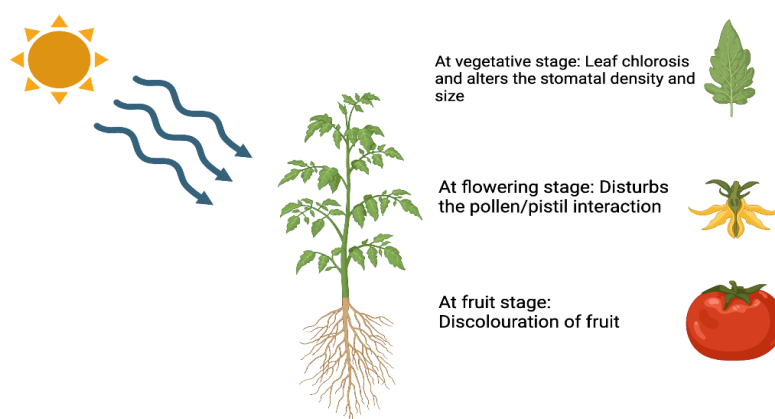 At vegetative stage: Leaf chlorosis
and alters the stomatal density and
size
At flowering stage: Disturbs
the pollen/pistil interaction
At fruit stage:
Discolouration of fruit